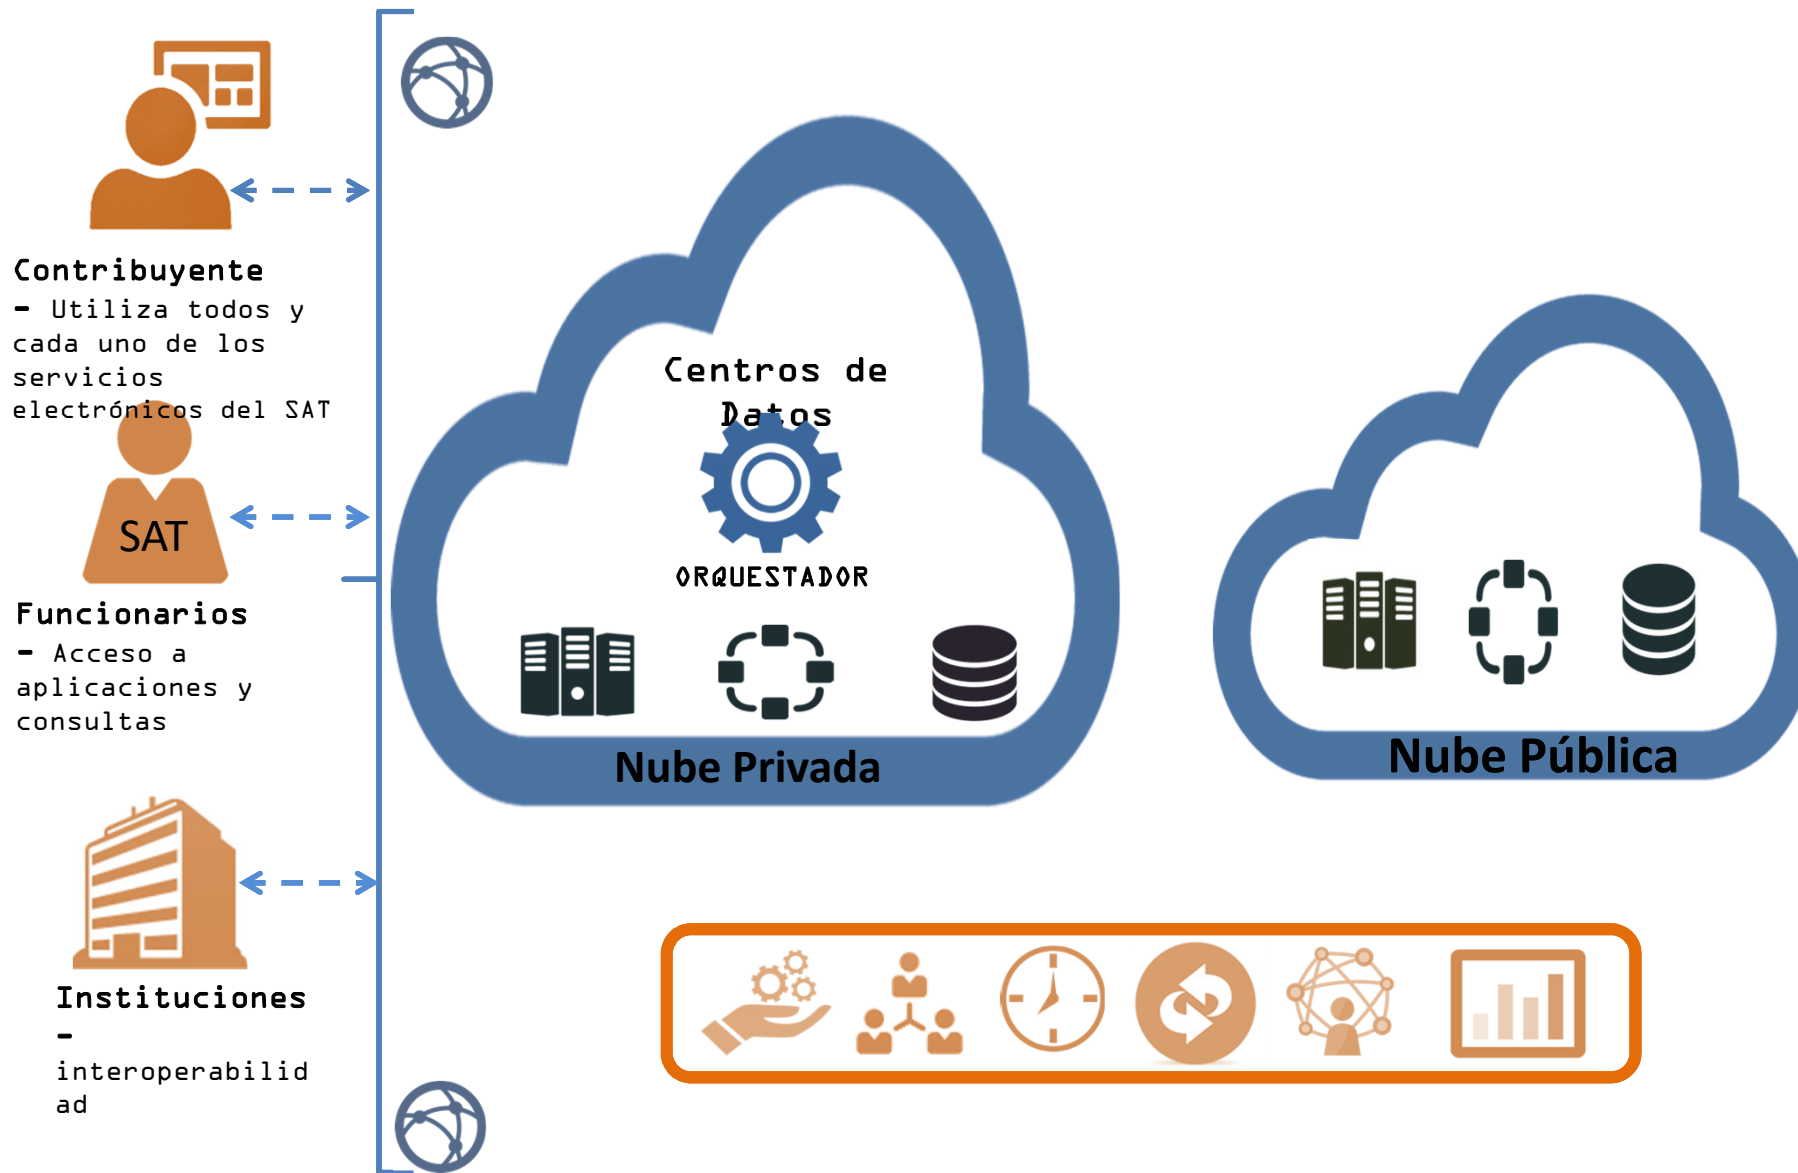 Contribuyente
- Utiliza todos y
cada uno de los
servicios
electrónicos del SAT
SAT
Funcionarios
- Acceso a
aplicaciones y
consultas
Instituciones
-
interoperabilid
ad
Centros de
Datos
ORQUESTADOR
Nube Privada
Nube Pública